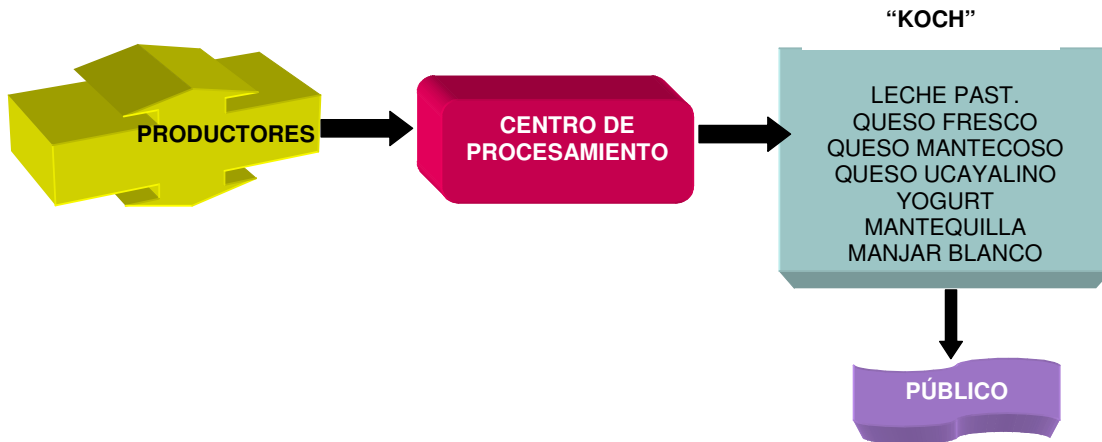 “KOCH”
PRODUCTORES
CENTRO DE
PROCESAMIENTO
LECHE PAST.
QUESO FRESCO
QUESO MANTECOSO
QUESO UCAYALINO
YOGURT
MANTEQUILLA
MANJAR BLANCO
PÚBLICO